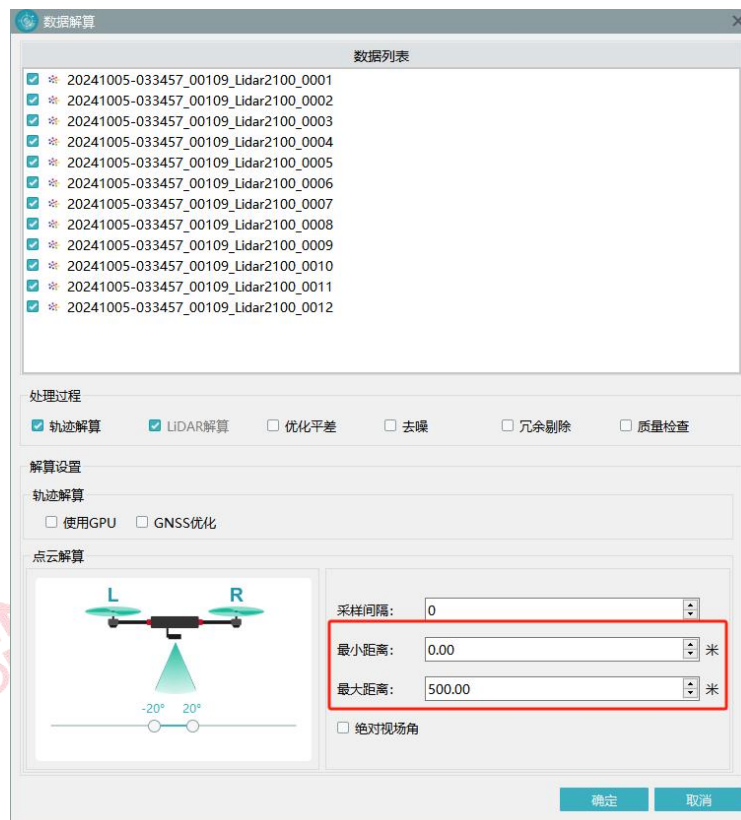 数据解算
数据列表
20241005-033457_00109_Lidar2100_0001
20241005-033457_00109_Lidar2100_0002
20241005-033457_00109_Lidar2100_0003
20241005-033457_00109_Lidar2100_0004
20241005-033457_00109_Lidar2100_0005
20241005-033457_00109_Lidar2100_0006
20241005-033457_00109_Lidar2100_0007
20241005-033457_00109_Lidar2100_0008
20241005-033457_00109_Lidar2100_0009
20241005-033457_00109_Lidar2100_0010
20241005-033457_00109_Lidar2100_0011
20241005-033457_00109_Lidar2100_0012
处理过程
轨迹解算 LiDAR解算 优化平差 去噪 冗余剔除 质量检查
解算设置
轨迹解算
使用GPU GNSS优化
点云解算
L R
-20° 20°
采样间隔: 0
最小距离: 0.00 米
最大距离: 500.00 米
绝对视场角
确定 取消